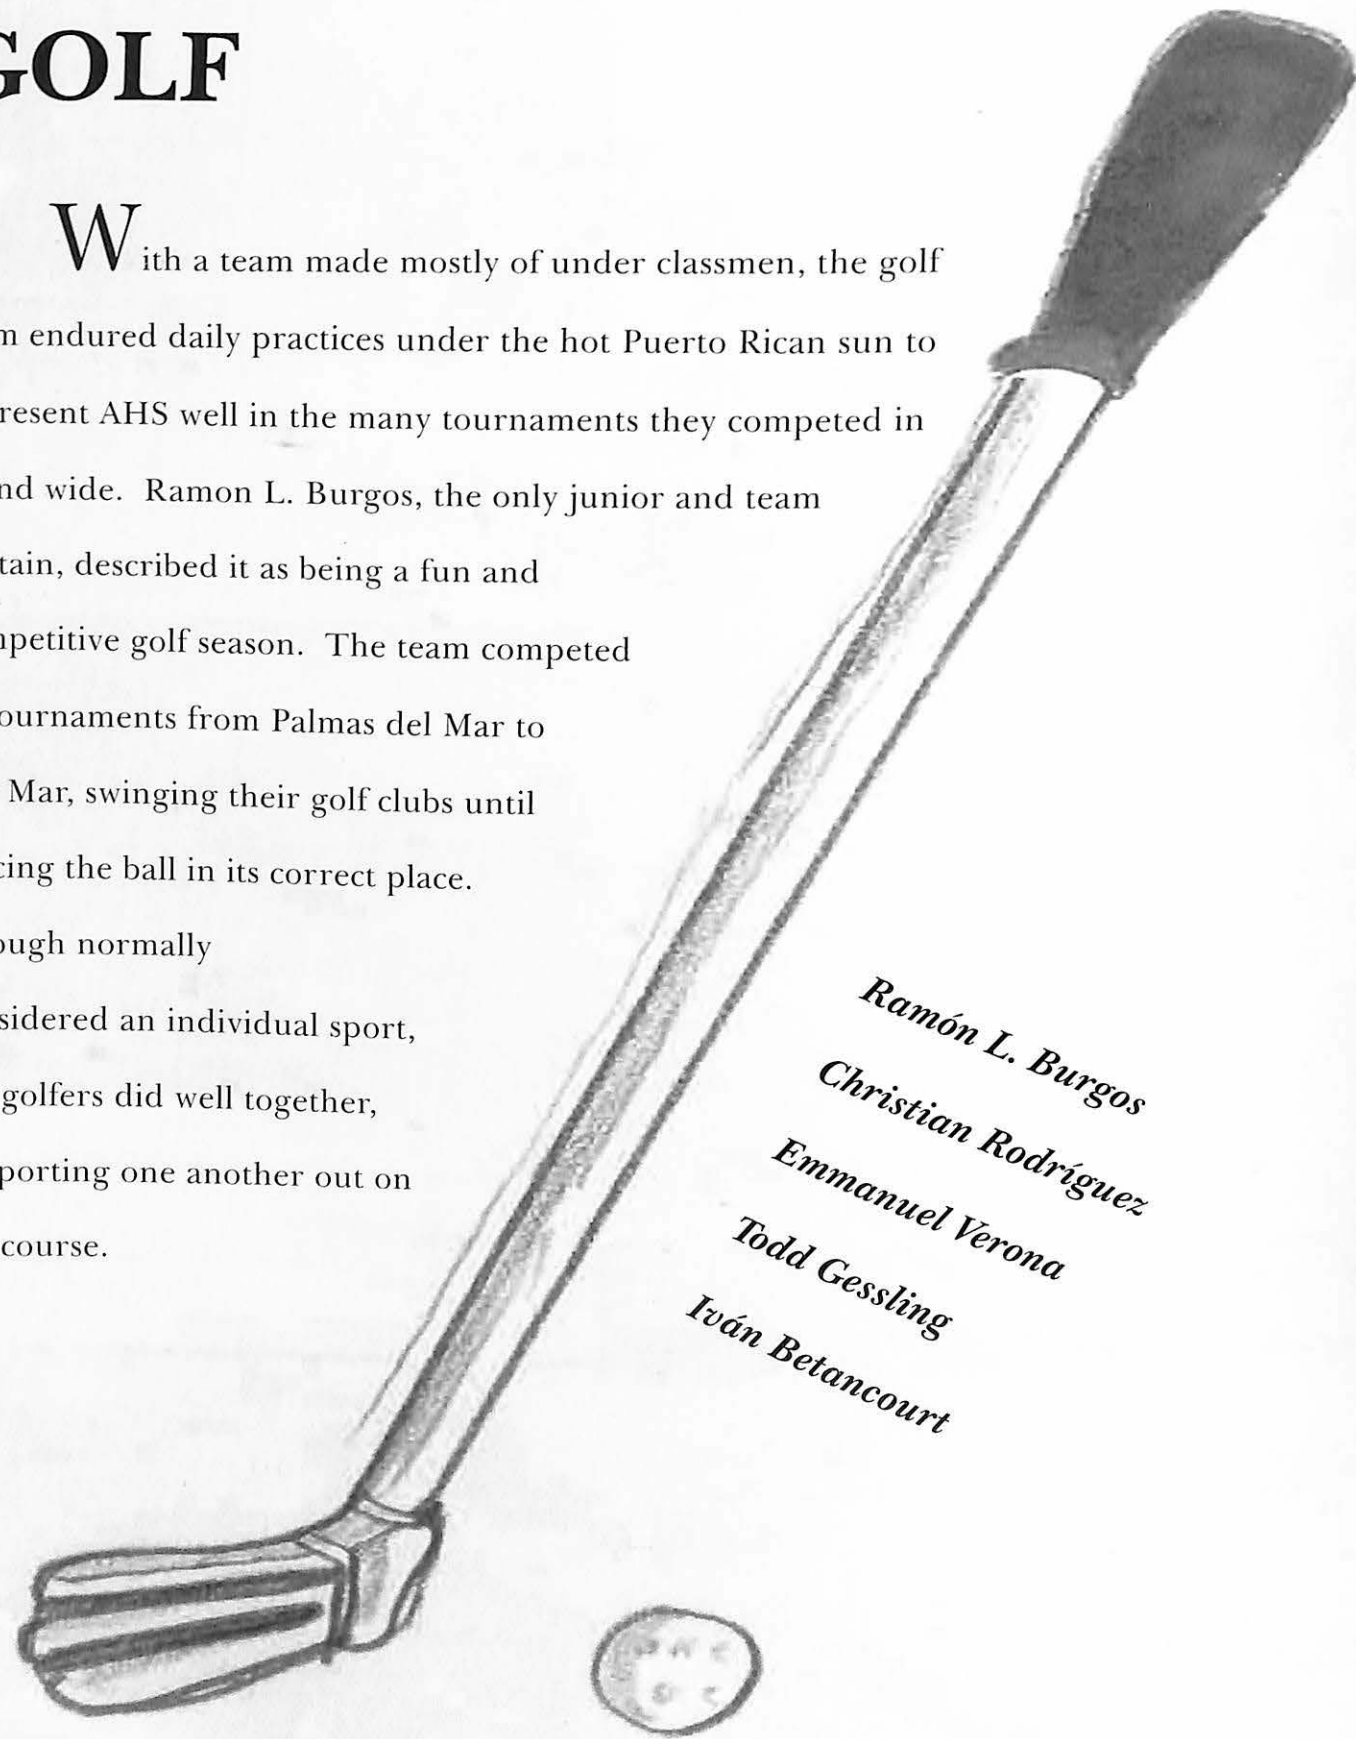 GOLF
With a team made mostly of under classmen, the golf
m endured daily practices under the hot Puerto Rican sun to
resent AHS well in the many tournaments they competed in
nd wide. Ramon L. Burgos, the only junior and team
tain, described it as being a fun and
npetitive golf season. The team competed
ournaments from Palmas del Mar to
Mar, swinging their golf clubs until
cing the ball in its correct place.
ough normally
sidered an individual sport,
golfers did well together,
porting one another out on
course.
Ramón L. Burgos
Christian Rodríguez
Emmanuel Verona
Todd Gessling
Iván Betancourt